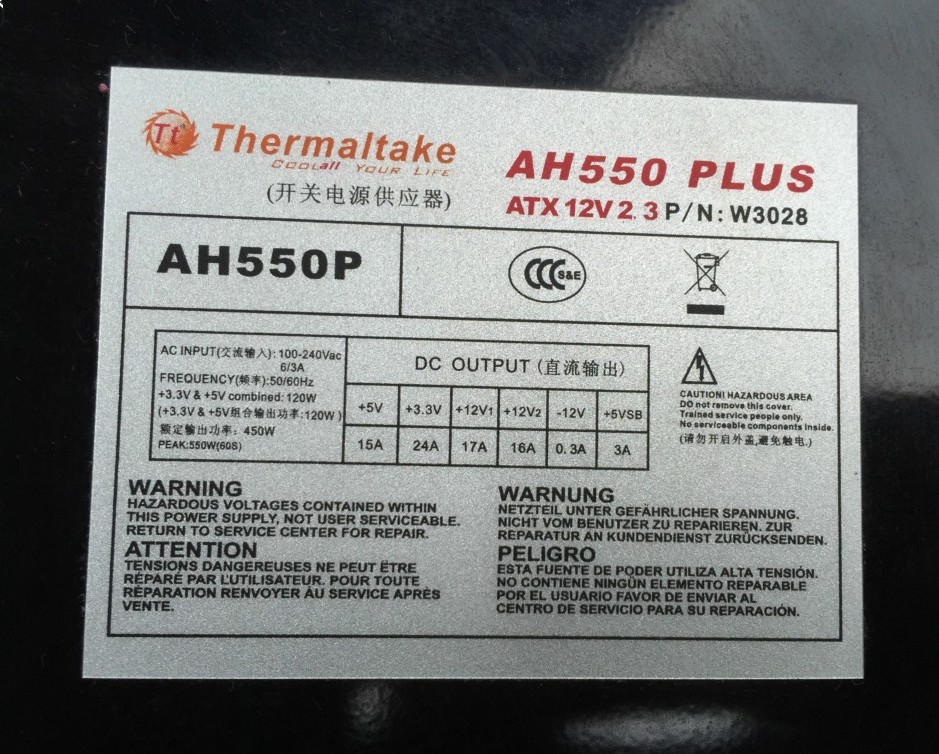 Tt Thermaltake
COOLall YOUR LIFE
(开关电源供应器)
AH550 PLUS
ATX 12V 2.3 P/N: W3028
AH550P
CCC S&E
AC INPUT(交流输入): 100-240Vac
6/3A
FREQUENCY(频率):50/60Hz
+3.3V & +5V combined: 120W
(+3.3V & +5V组合输出功率:120W)
额定输出功率: 450W
PEAK:550W(60S)
DC OUTPUT (直流输出)
+5V +3.3V +12V1 +12V2 -12V +5VSB
15A 24A 17A 16A 0.3A 3A
CAUTION! HAZARDOUS AREA
DO not remove this cover.
Trained service people only.
No serviceable components inside.
(请勿开启外盖,避免触电.)
WARNING
HAZARDOUS VOLTAGES CONTAINED WITHIN
THIS POWER SUPPLY, NOT USER SERVICEABLE.
RETURN TO SERVICE CENTER FOR REPAIR.
ATTENTION
TENSIONS DANGEREUSES NE PEUT ÊTRE
RÉPARÉ PAR L'UTILISATEUR. POUR TOUTE
RÉPARATION RENVOYER ÀU SERVICE APRÉS
VENTE.
WARNUNG
NETZTEIL UNTER GEFÄHRLICHER SPANNUNG.
NICHT VOM BENUTZER ZU REPARIEREN. ZUR
REPARATUR AN KUNDENDIENST ZURÜCKSENDEN.
PELIGRO
ESTA FUENTE DE PODER UTILIZA ALTA TENSIÓN.
NO CONTIENE NINGÚN ELEMENTO REPARABLE
POR EL USUARIO FAVOR DE ENVIAR AL
CENTRO DE SERVICIO PARA SU REPARACIÓN.